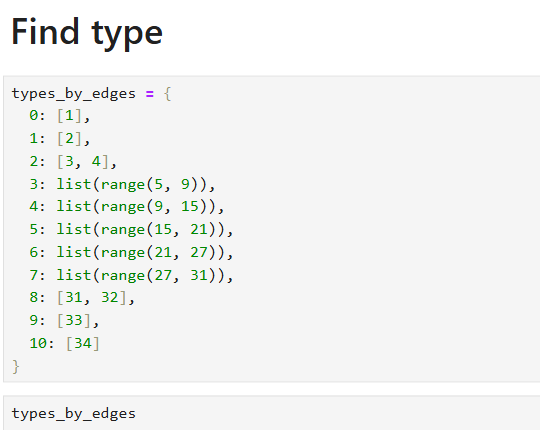 Find type
types_by_edges = {
  0: [1],
  1: [2],
  2: [3, 4],
  3: list(range(5, 9)),
  4: list(range(9, 15)),
  5: list(range(15, 21)),
  6: list(range(21, 27)),
  7: list(range(27, 31)),
  8: [31, 32],
  9: [33],
  10: [34]
}
types_by_edges